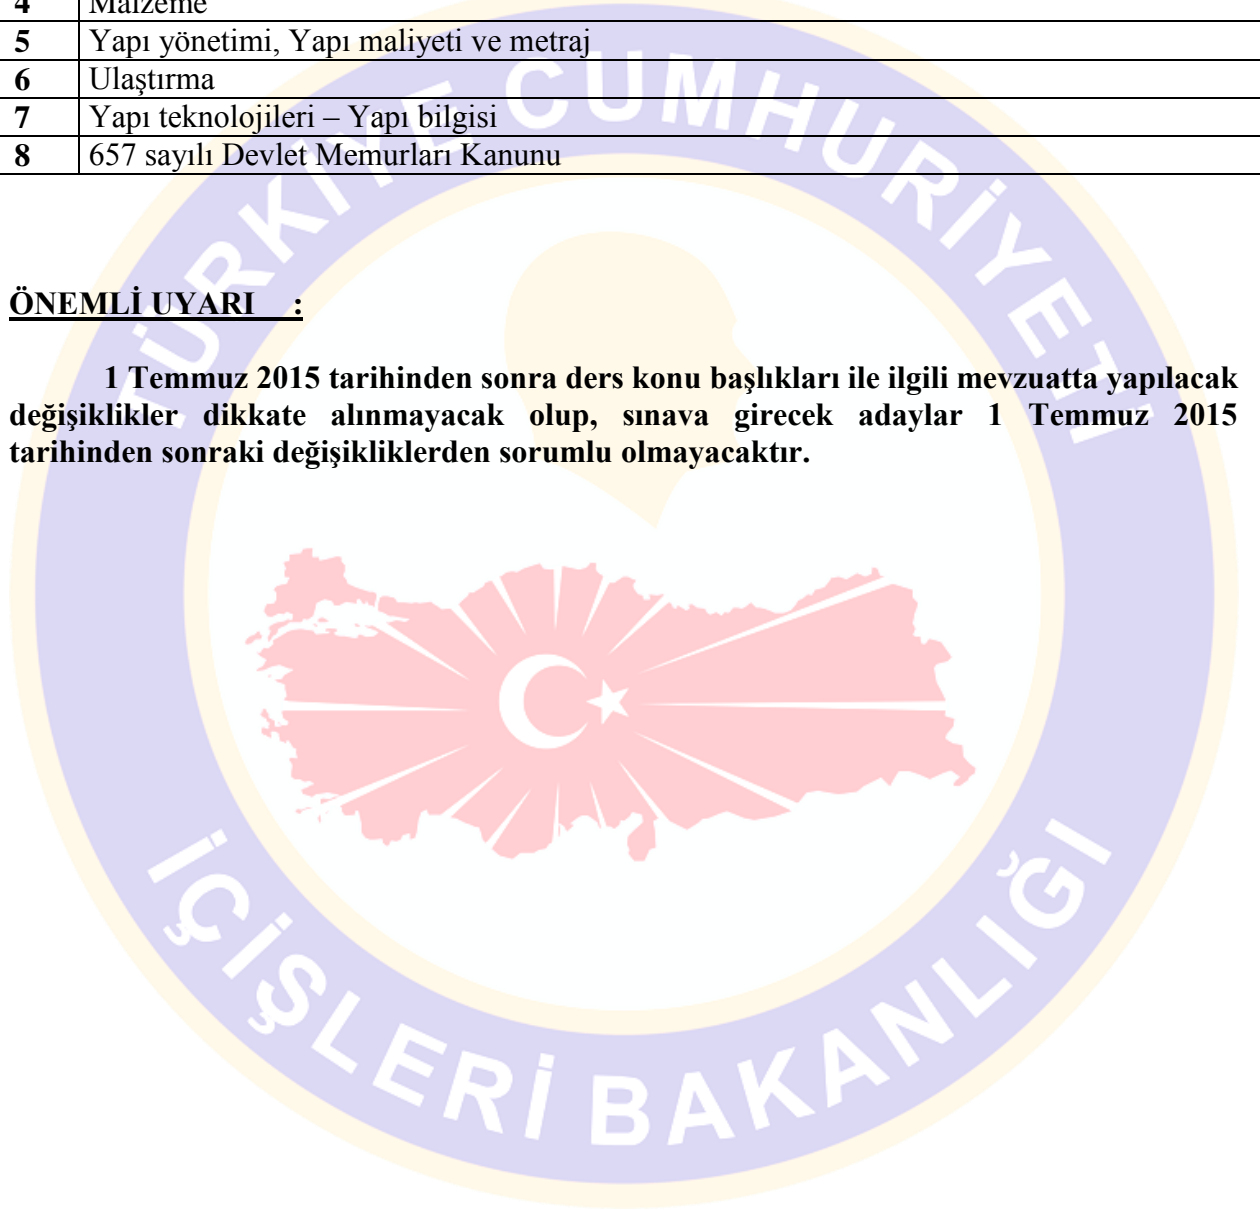 4 Malzeme
5 Yapı yönetimi, Yapı maliyeti ve metraj
6 Ulaştırma
7 Yapı teknolojileri – Yapı bilgisi
8 657 sayılı Devlet Memurları Kanunu
ÖNEMLİ UYARI :
1 Temmuz 2015 tarihinden sonra ders konu başlıkları ile ilgili mevzuatta yapılacak
değişiklikler dikkate alınmayacak olup, sınava girecek adaylar 1 Temmuz 2015
tarihinden sonraki değişikliklerden sorumlu olmayacaktır.
TÜRKİYE CUMHURİYETİ
İÇİŞLERİ BAKANLIĞI